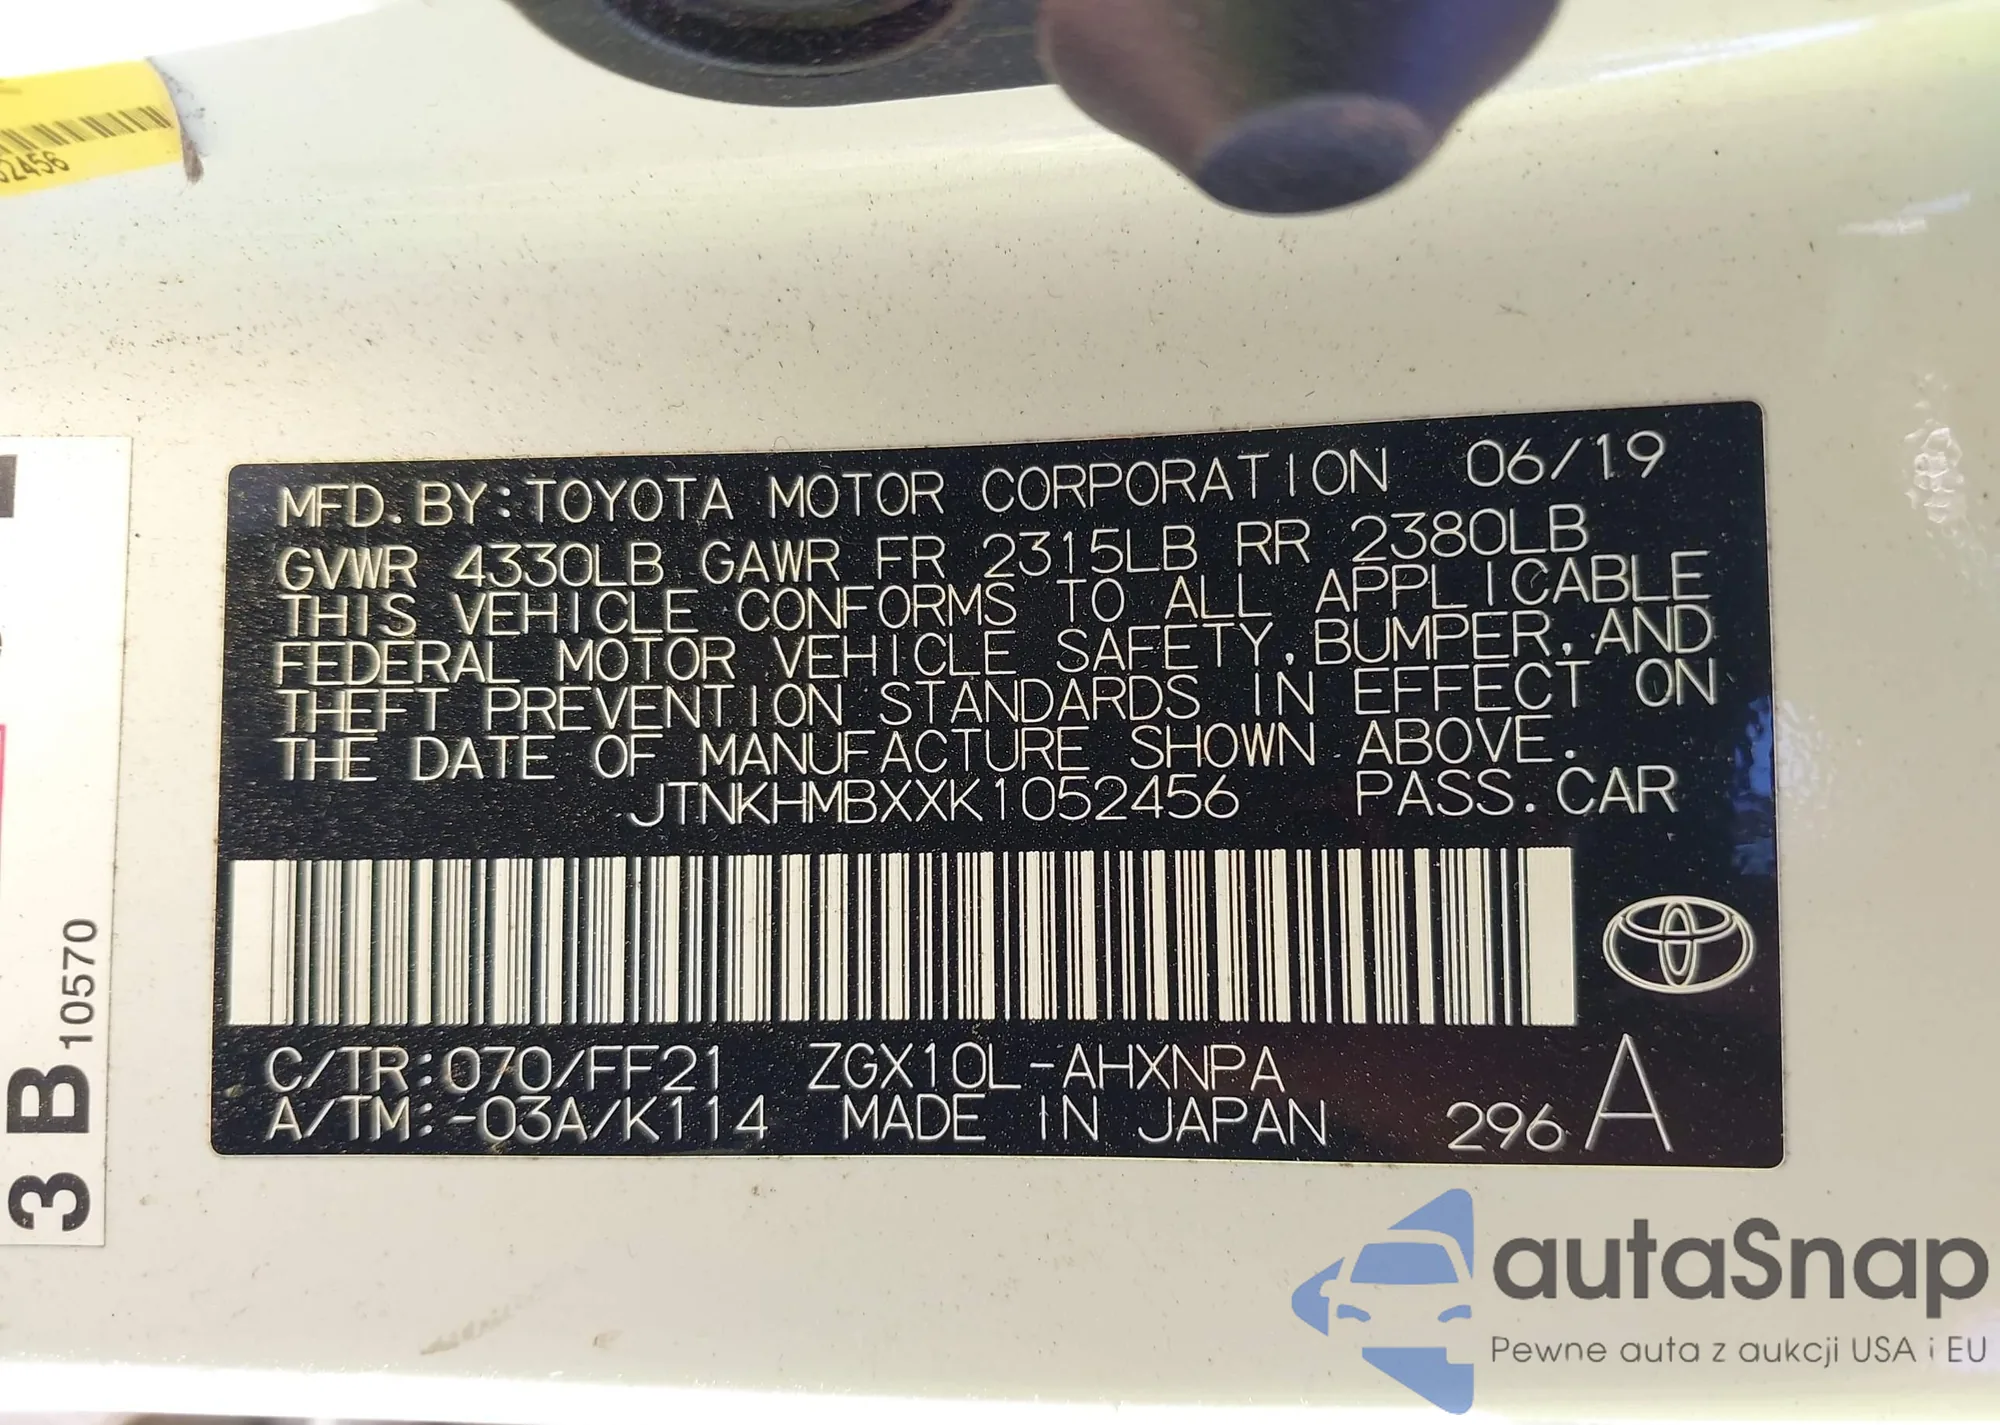 52456
MFD. BY: TOYOTA MOTOR CORPORATION 06/19
GVWR 4330LB GAWR FR 2315LB RR 2380LB
THIS VEHICLE CONFORMS TO ALL APPLICABLE
FEDERAL MOTOR VEHICLE SAFETY, BUMPER, AND
THEFT PREVENTION STANDARDS IN EFFECT ON
THE DATE OF MANUFACTURE SHOWN ABOVE.
JTNKHMBXXK1052456 PASS. CAR
C/TR: 070/FF21 ZGX10L-AHXNPA
A/TM: -03A/K114 MADE IN JAPAN 296 A
3 B 10570
autaSnap
Pewne auta z aukcji USA i EU